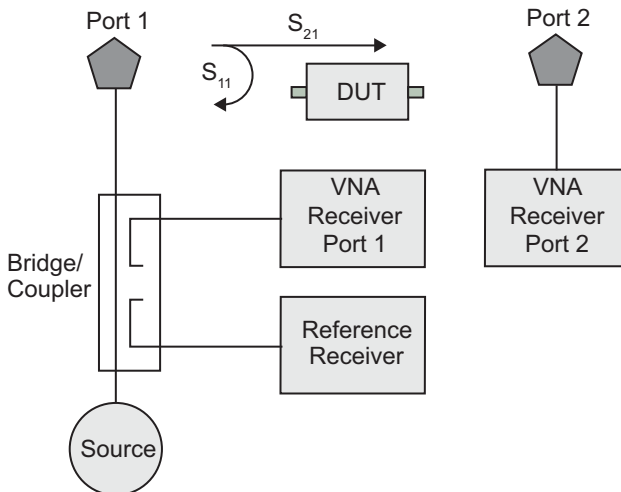 Port 1
Port 2
S21
S11
DUT
VNA
Receiver
Port 1
VNA
Receiver
Port 2
Bridge/
Coupler
Reference
Receiver
Source